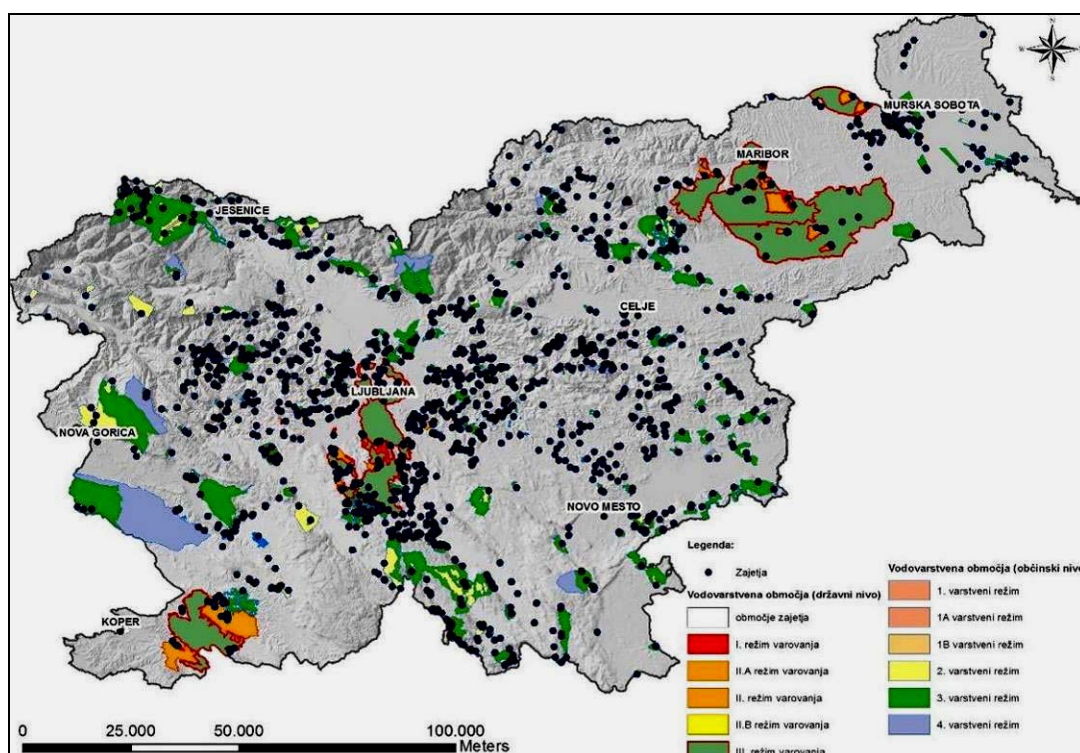 N
MURSKA SOBOTA
MARIBOR
JESENICE
CELJE
LJUBLJANA
NOVA GORICA
NOVO MESTO
KOPER
Legenda:
Zajetja
Vodovarstvena območja (državni nivo)
območje zajetja
I. režim varovanja
II.A režim varovanja
II. režim varovanja
II.B režim varovanja
III. režim varovanja
Vodovarstvena območja (občinski nivo
1. varstveni režim
1A varstveni režim
1B varstveni režim
2. varstveni režim
3. varstveni režim
4. varstveni režim
0 25.000 50.000 100.000
Meters